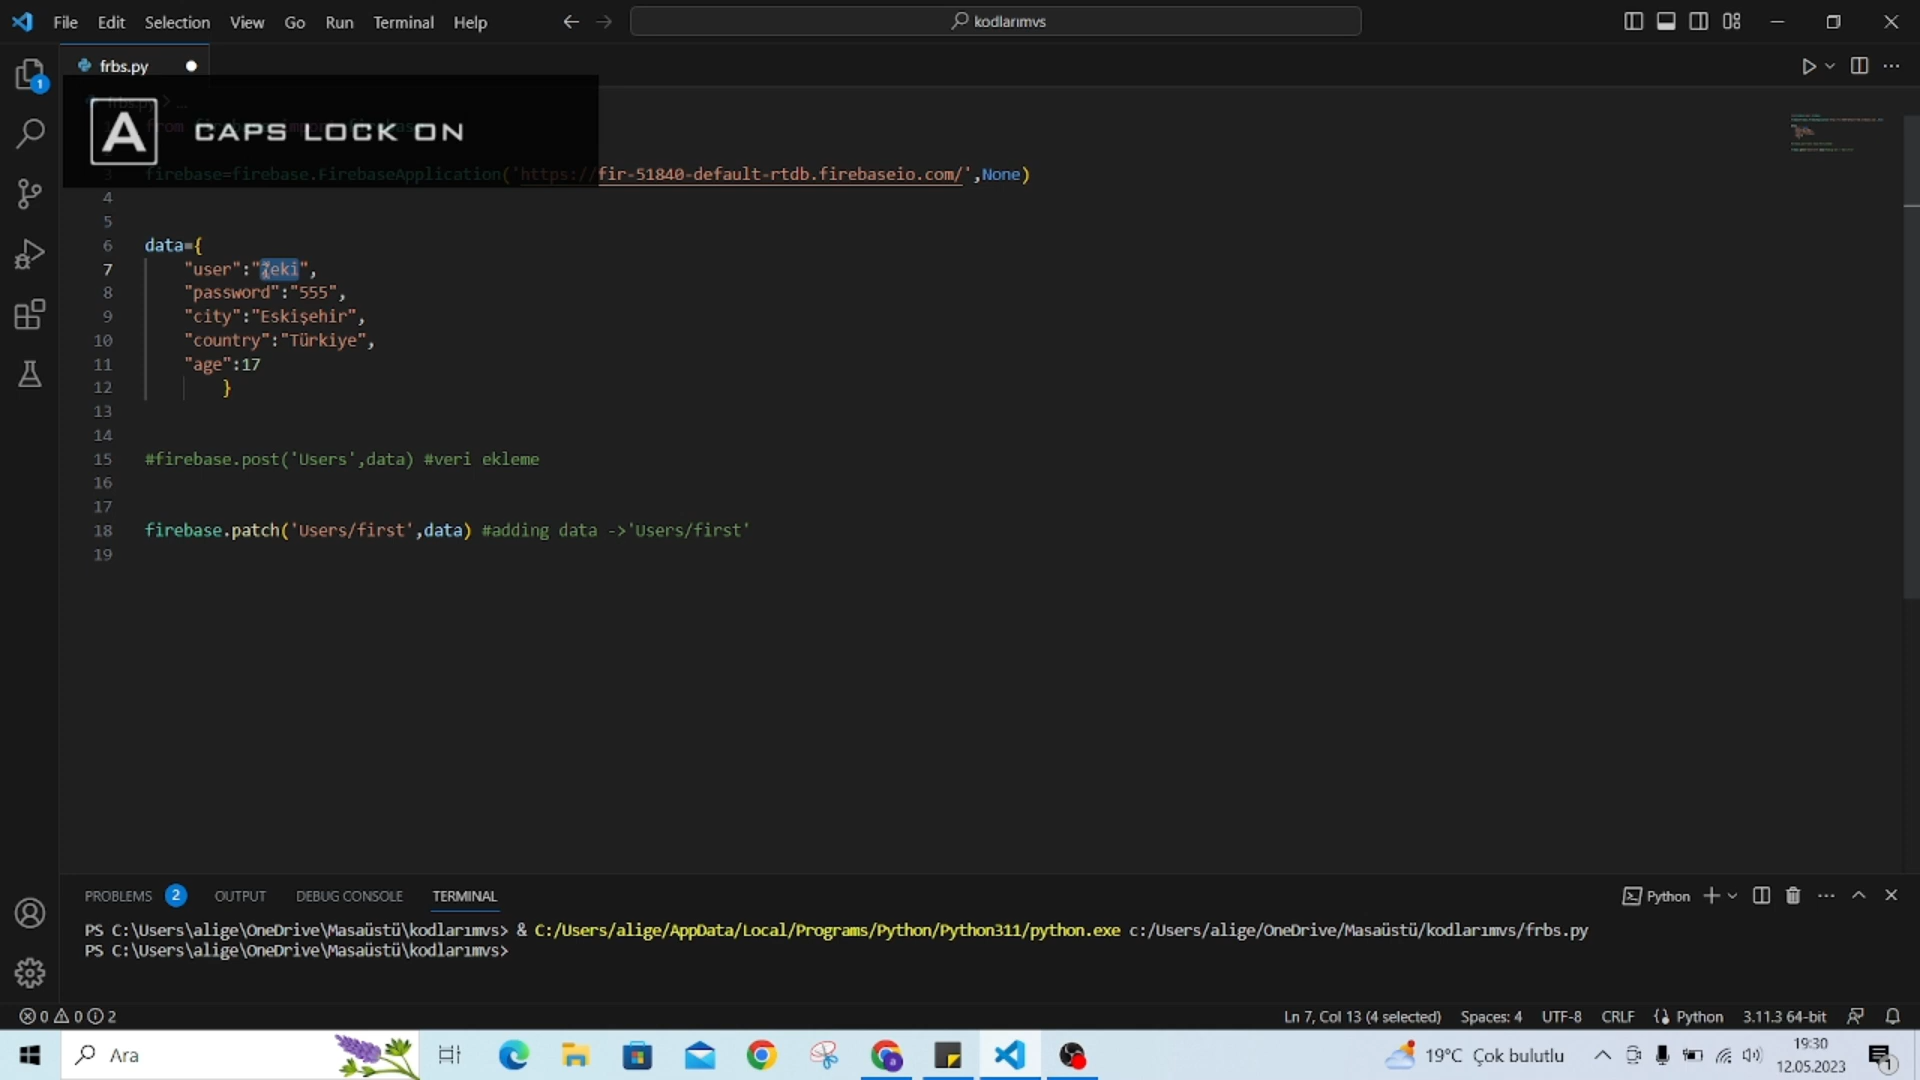 File Edit Selection View Go Run Terminal Help kodlarımvs
frbs.py
CAPS LOCK ON
3 firebase=firebase.FirebaseApplication('https://fir-51840-default-rtdb.firebaseio.com/',None)
4
5
6 data={
7 "user":"Zeki",
8 "password":"555",
9 "city":"Eskişehir",
10 "country":"Türkiye",
11 "age":17
12 }
13
14
15 #firebase.post('Users',data) #veri ekleme
16
17
18 firebase.patch('Users/first',data) #adding data ->'Users/first'
19
PROBLEMS 2 OUTPUT DEBUG CONSOLE TERMINAL Python
PS C:\Users\alige\OneDrive\Masaüstü\kodlarımvs> & C:/Users/alige/AppData/Local/Programs/Python/Python311/python.exe c:/Users/alige/OneDrive/Masaüstü/kodlarımvs/frbs.py
PS C:\Users\alige\OneDrive\Masaüstü\kodlarımvs>
0 0 2 Ln 7, Col 13 (4 selected) Spaces: 4 UTF-8 CRLF Python 3.11.3 64-bit
Ara 19°C Çok bulutlu 19:30
12.05.2023